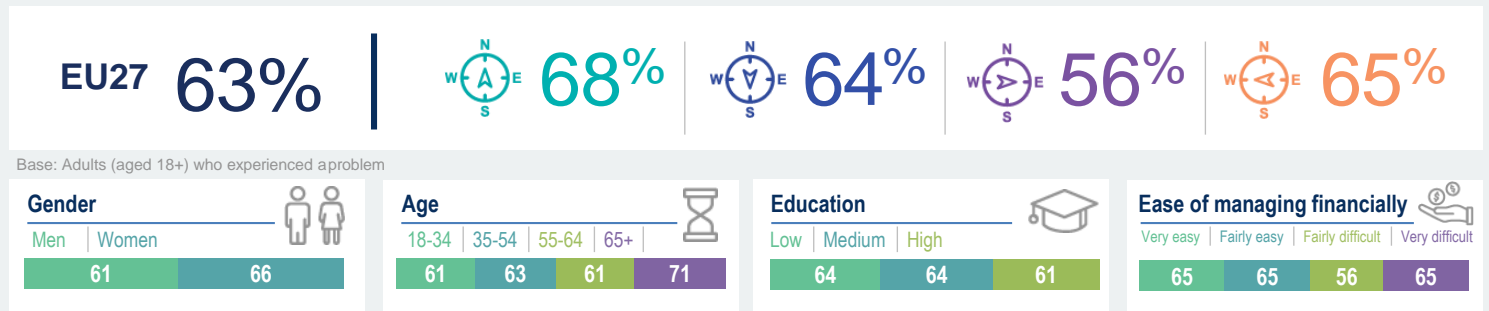 EU27 63%
N
W E
S
68%
N
W E
S
64%
N
W E
S
56%
N
W E
S
65%
Base: Adults (aged 18+) who experienced aproblem
Gender
Men Women
61 66
Age
18-34 35-54 55-64 65+
61 63 61 71
Education
Low Medium High
64 64 61
Ease of managing financially
$ $
Very easy Fairly easy Fairly difficult Very difficult
65 65 56 65